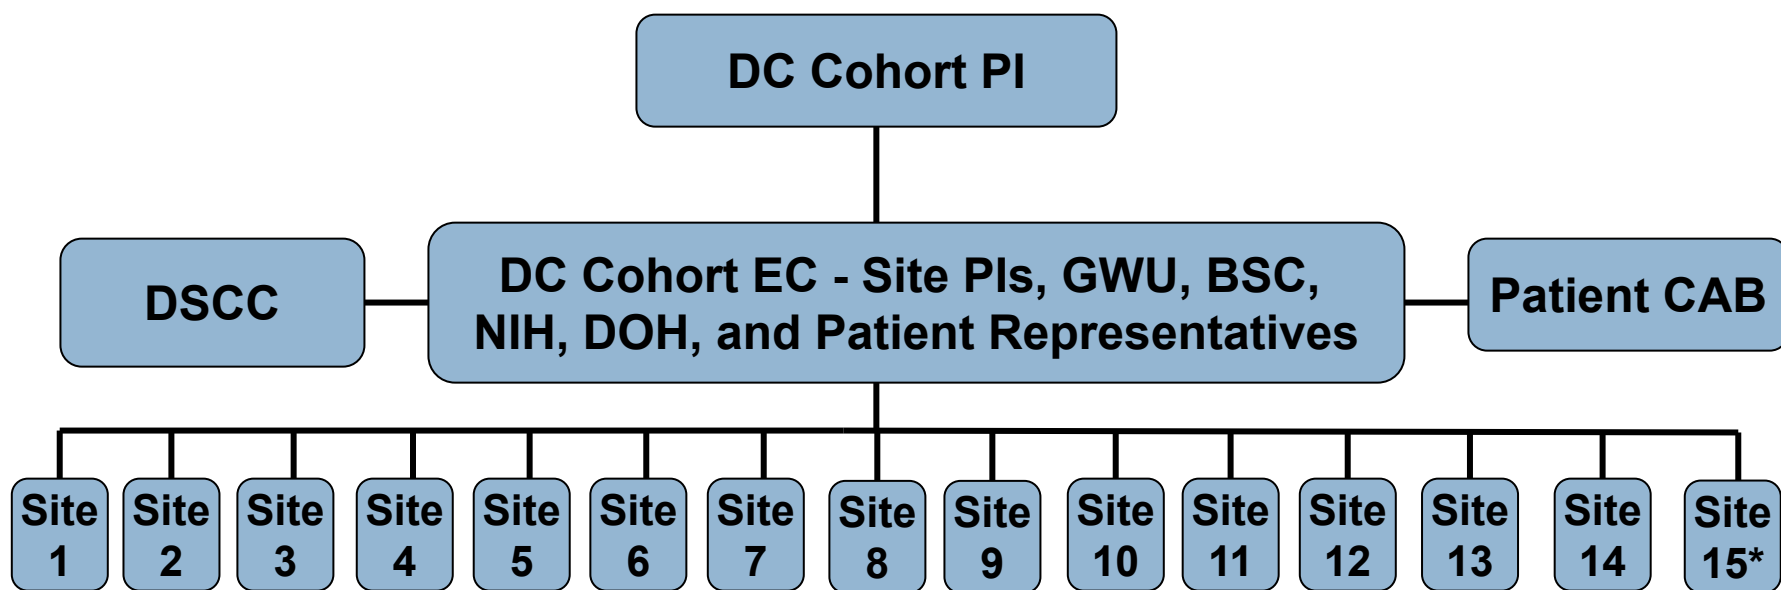 DC Cohort PI
DSCC
DC Cohort EC - Site PIs, GWU, BSC,
NIH, DOH, and Patient Representatives
Patient CAB
Site
1
Site
2
Site
3
Site
4
Site
5
Site
6
Site
7
Site
8
Site
9
Site
10
Site
11
Site
12
Site
13
Site
14
Site
15*